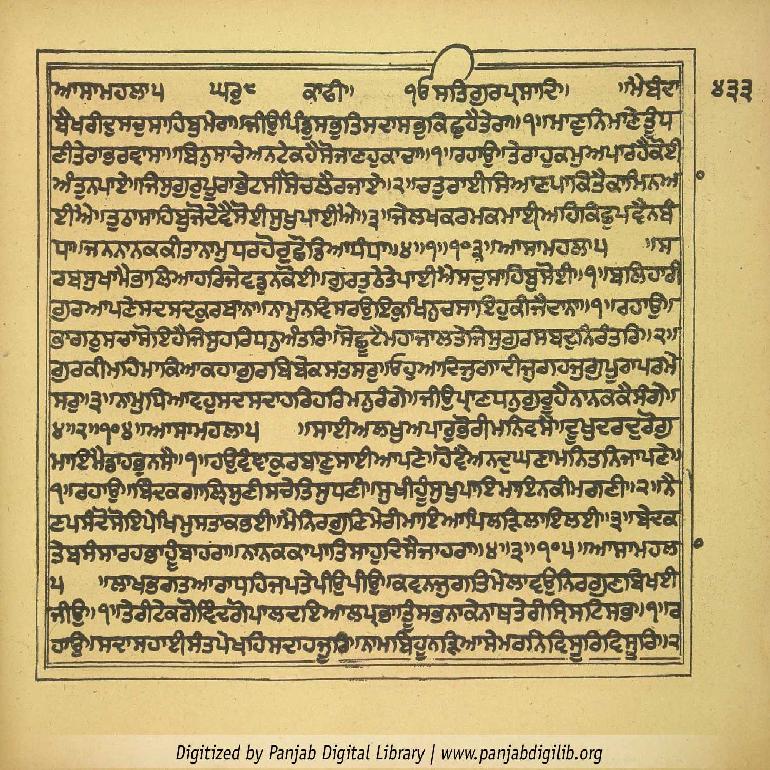 ਆਸਾਮਹਲਾ੫ ਘਰੁ੮ ਕਾਫੀ॥ ੴਸਤਿਗੁਰਪ੍ਰਸਾਦਿ॥ ॥ਮੈਬੰਦਾ ੪੩੩
ਬੈਖਰੀਦੁਸਚੁਸਾਹਿਬੁਮੇਰਾ॥ਜੀਉਪਿੰਡੁਸਭੁਤਿਸਦਾਸਭੁਕਿਛੁਹੈਤੇਰਾ॥੧॥ਮਾਣੁਨਿਮਾਣੇਤੂੰਧ
ਣੀਤੇਰਾਭਰਵਾਸਾ॥ਬਿਨੁਸਾਚੇਅਨਟੇਕਹੈਸੋਜਾਣਹੁਕਾਚਾ॥੧॥ਰਹਾਉ॥ਤੇਰਾਹੁਕਮੁਅਪਾਰਹੈਕੋਈ
ਅੰਤੁਨਪਾਏ॥ਜਿਸੁਗੁਰੁਪੂਰਾਭੇਟਸੀਸੋਚਲੈਰਜਾਏ॥੨॥ਚਤੁਰਾਈਸਿਆਣਪਾਕਿਤੈਕਾਮਿਨਆ
ਈਐ॥ਤੁਠਾਸਾਹਿਬੁਜੋਦੇਵੈਸੋਈਸੁਖੁਪਾਈਐ॥੩॥ਜੇਲਖਕਰਮਕਮਾਈਅਹਿਕਿਛੁਪਵੈਨਬੰ
ਧਾ॥ਜਨਨਾਨਕਕੀਤਾਨਾਮੁਧਰਹੋਰੁਛੋਡਿਆਧੰਧਾ॥੪॥੧॥੧੦੩॥ਆਸਾਮਹਲਾ੫ ॥ਸ
ਰਬਸੁਖਾਮੈਭਾਲਿਆਹਰਿਜੇਵਡੁਨਕੋਈ॥ਗੁਰਤੁਠੇਤੇਪਾਈਐਸਚੁਸਾਹਿਬੁਸੋਈ॥੧॥ਬਲਿਹਾਰੀ
ਗੁਰਆਪਣੇਸਦਸਦਕੁਰਬਾਨਾ॥ਨਾਮੁਨਵਿਸਰਉਇਕੁਖਿਨੁਚਸਾਇਹੁਕੀਜੈਦਾਨਾ॥੧॥ਰਹਾਉ॥
ਭਾਗਠੁਸਚਾਸੋਇਹੈਜਿਸੁਹਰਿਧਨੁਅੰਤਰਿ॥ਸੋਛੂਟੈਮਹਾਜਾਲਤੇਜਿਸੁਗੁਰਸਬਦੁਨਿਰੰਤਰਿ॥੨॥
ਗੁਰਕੀਮਹਿਮਾਕਿਆਕਹਾਗੁਰੁਬਿਬੇਕਸਤਸਰੁ॥ਓਹੁਆਦਿਜੁਗਾਦੀਜੁਗਹਜੁਗੁਪੂਰਾਪਰਮੇ
ਸਰੁ॥੩॥ਨਾਮੁਧਿਆਵਹੁਸਦਸਦਾਹਰਿਹਰਿਮਨੁਰੰਗੇ॥ਜੀਉਪ੍ਰਾਣਧਨੁਗੁਰੂਹੈਨਾਨਕਕੈਸੰਗੇ॥
੪॥੨॥੧੦੪॥ਆਸਾਮਹਲਾ੫ ॥ਸਾਈਅਲਖੁਅਪਾਰੁਭੋਰੀਮਨਿਵਸੈ॥ਦੂਖੁਦਰਦੁਰੋਗੁ
ਮਾਇਮੈਡਾਹਭੁਨਸੈ॥੧॥ਹਉਵੰਞਾਕੁਰਬਾਣੁਸਾਈਆਪਣੇ॥ਹੋਵੈਅਨਦੁਘਣਾਮਨਿਤਨਿਜਾਪਣੇ॥
੧॥ਰਹਾਉ॥ਬਿੰਦਕਗਾਲਿਸੁਣੀਸਚੇਤਿਸੁਧਣੀ॥ਸੂਖੀਹੂੰਸੁਖੁਪਾਇਮਾਇਨਕੀਮਗਣੀ॥੨॥ਨੈ
ਣਪਸੰਦੋਸੋਇਪੇਖਿਮੁਸਤਾਕਭਈ॥ਮੈਨਿਰਗੁਣਿਮੇਰੀਮਾਇਆਪਿਲੜਿਲਾਇਲਈ॥੩॥ਬੇਦਕ
ਤੇਬਸੰਸਾਰਹਭਾਹੂੰਬਾਹਰਾ॥ਨਾਨਕਕਾਪਾਤਿਸਾਹੁਦਿਸੈਜਾਹਰਾ॥੪॥੩॥੧੦੫॥ਆਸਾਮਹਲ
੫ ॥ਲਾਖਭਗਤਆਰਾਧਹਿਜਪਤੇਪੀਉਪੀਉ॥ਕਵਨਜੁਗਤਿਮੇਲਾਵਉਨਿਰਗੁਣਬਿਖਈ
ਜੀਉ॥੧॥ਤੇਰੀਟੇਕਗੋਵਿੰਦਗੋਪਾਲਦਇਆਲਪ੍ਰਭ॥ਤੂੰਸਭਨਾਕੇਨਾਥਤੇਰੀਸ੍ਰਿਸਟਿਸਭ॥੧॥ਰ
ਹਾਉ॥ਸਦਾਸਹਾਈਸੰਤਪੇਖਹਿਸਦਾਹਜੂਰਿ॥ਨਾਮਬਿਹੂਨੜਿਆਸੇਮਰਨਿਵਿਸੂਰਿਵਿਸੂਰਿ॥੨
Digitized by Panjab Digital Library | www.panjabdigilib.org